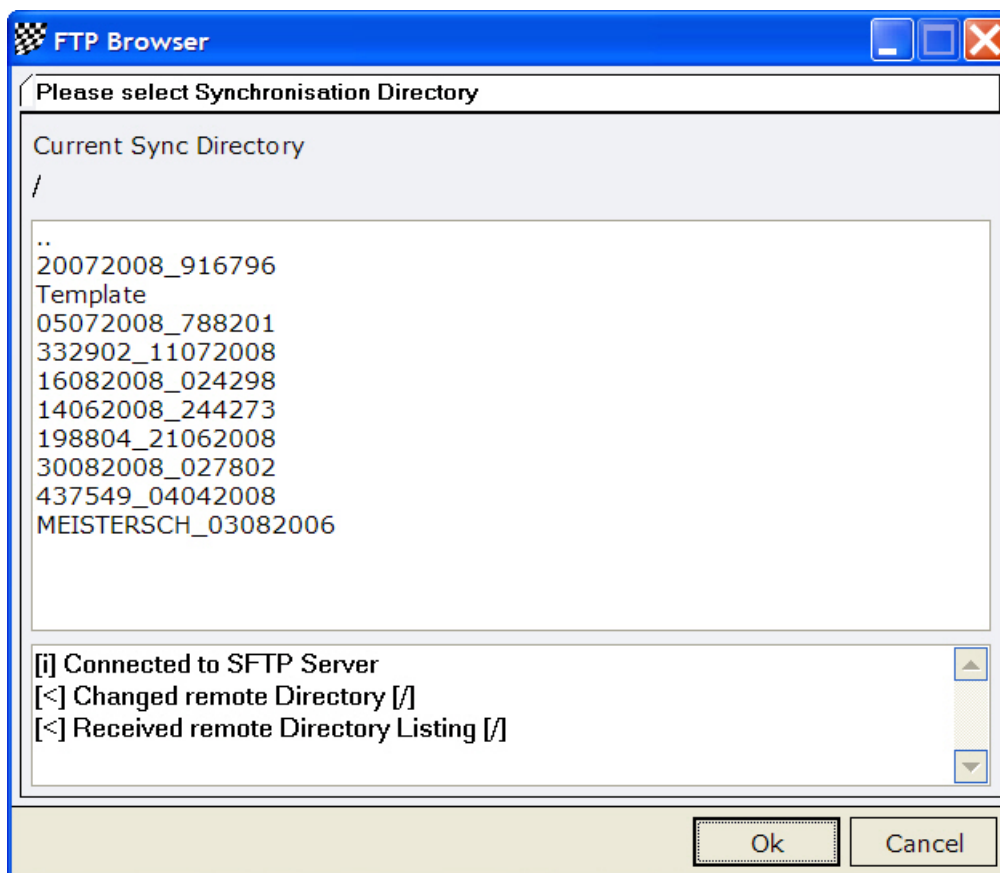 FTP Browser
Please select Synchronisation Directory
Current Sync Directory
/
..
20072008_916796
Template
05072008_788201
332902_11072008
16082008_024298
14062008_244273
198804_21062008
30082008_027802
437549_04042008
MEISTERSCH_03082006
[i] Connected to SFTP Server
[<] Changed remote Directory [/]
[<] Received remote Directory Listing [/]
Ok Cancel